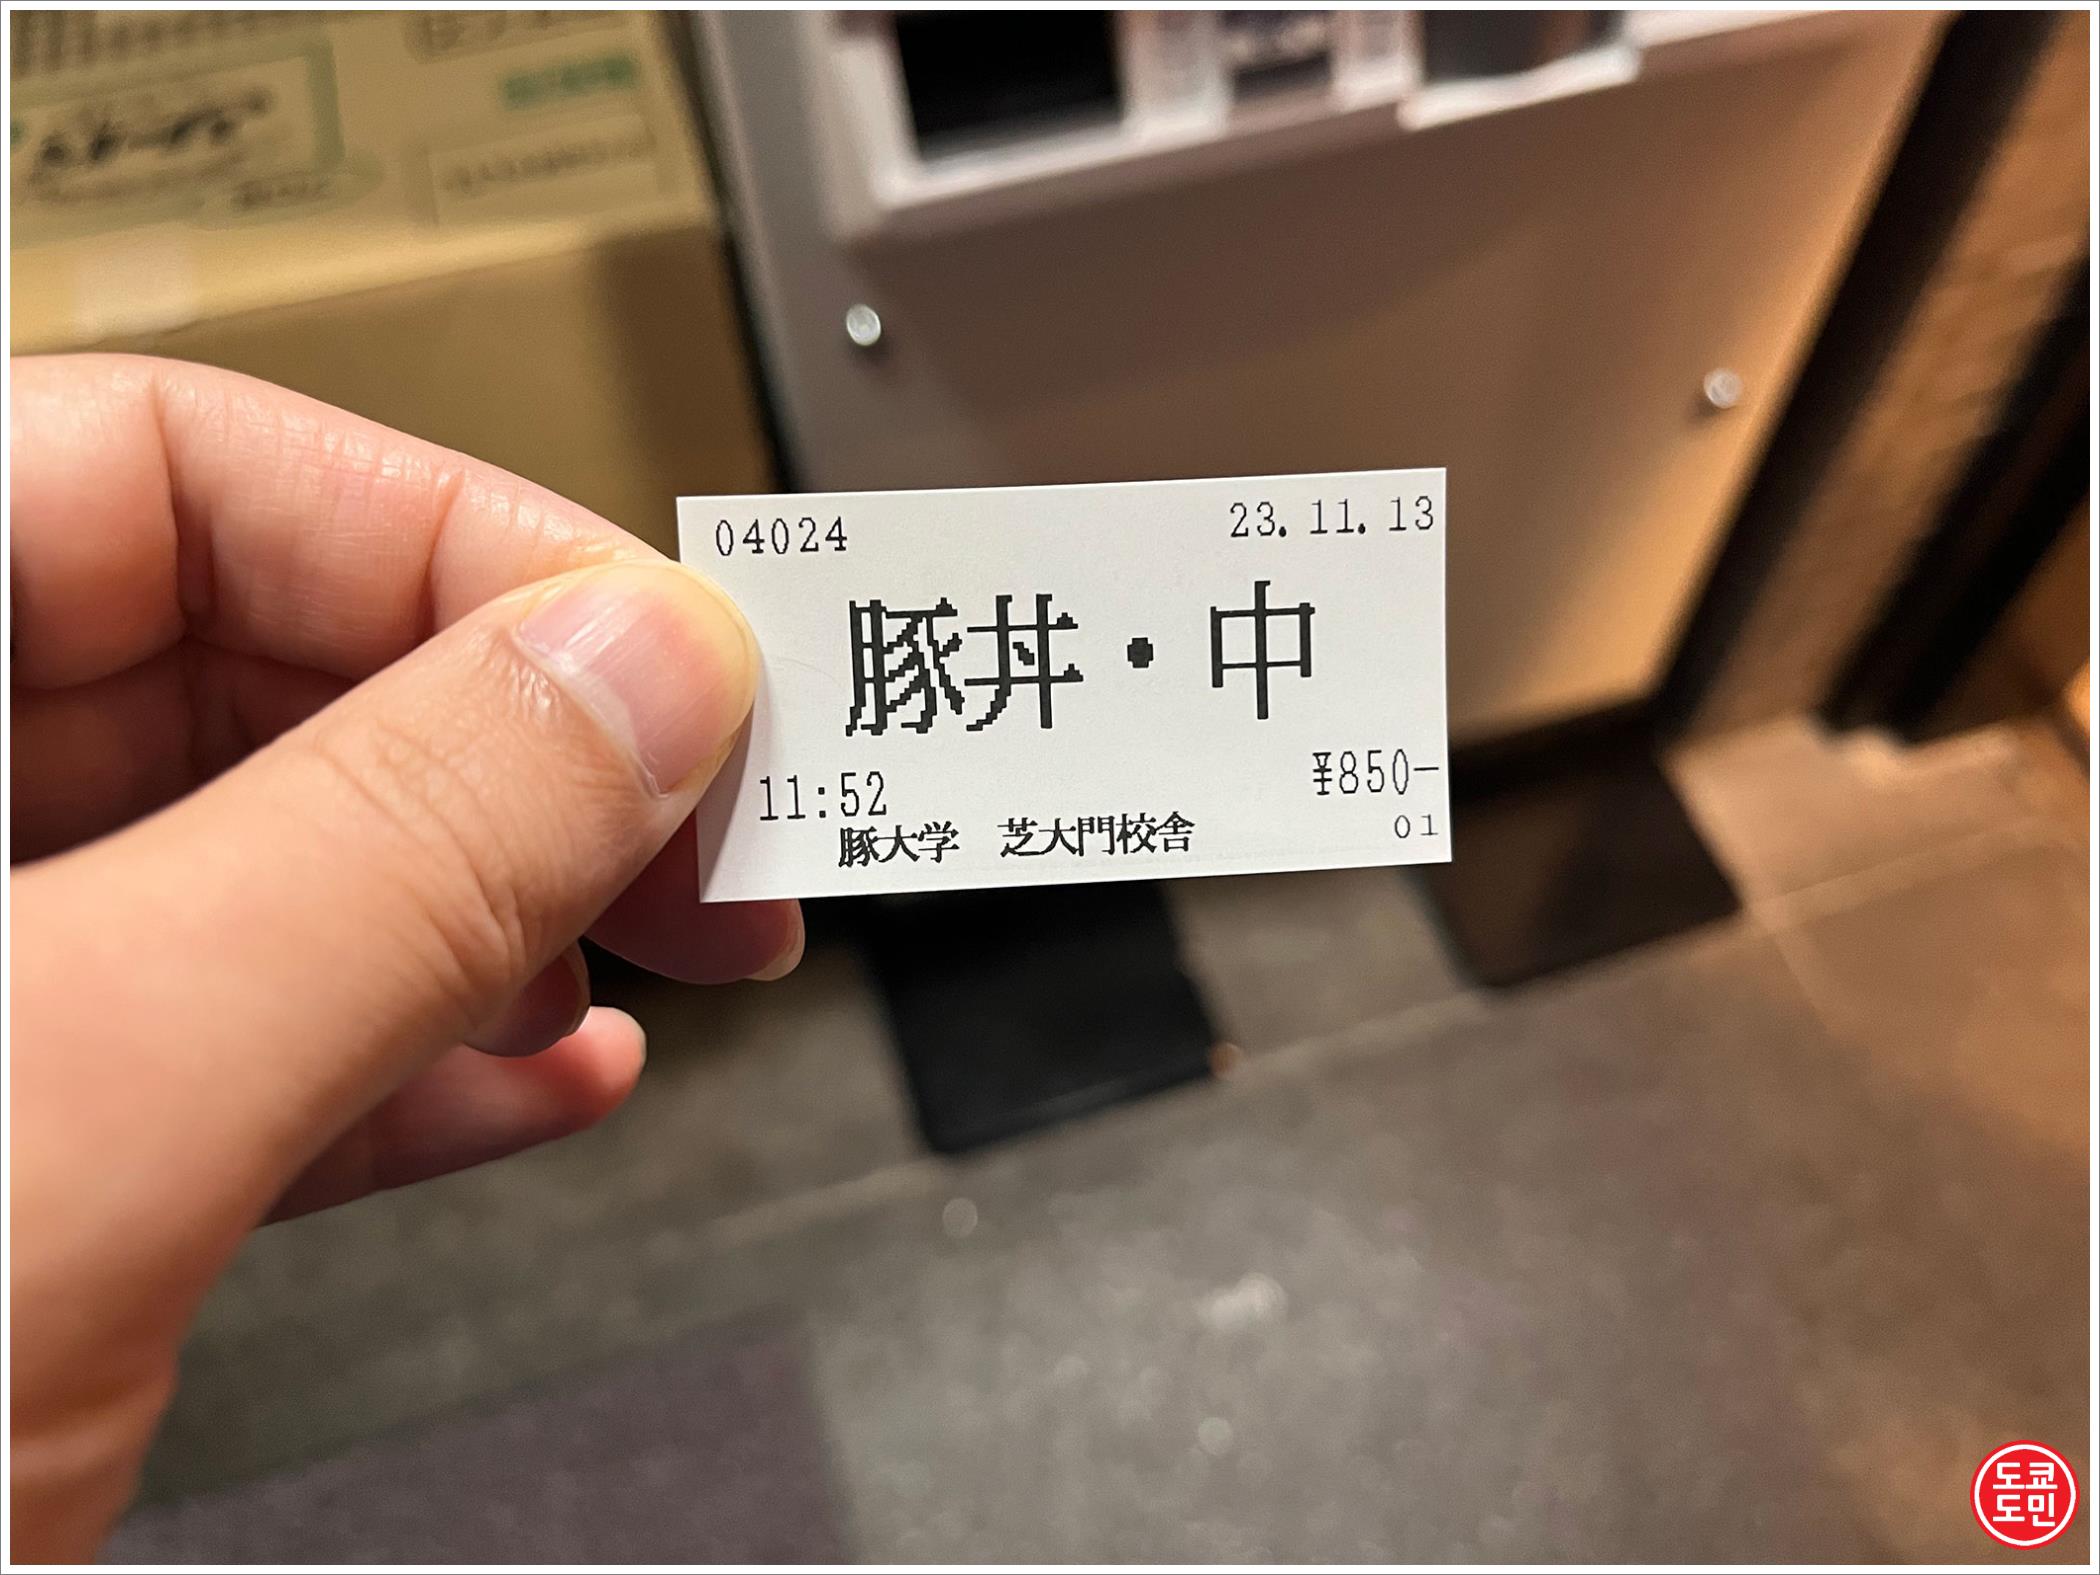 04024 23.11.13
豚丼・中
11:52 ¥850-
豚大学 芝大門校舎 01
도쿄
도민